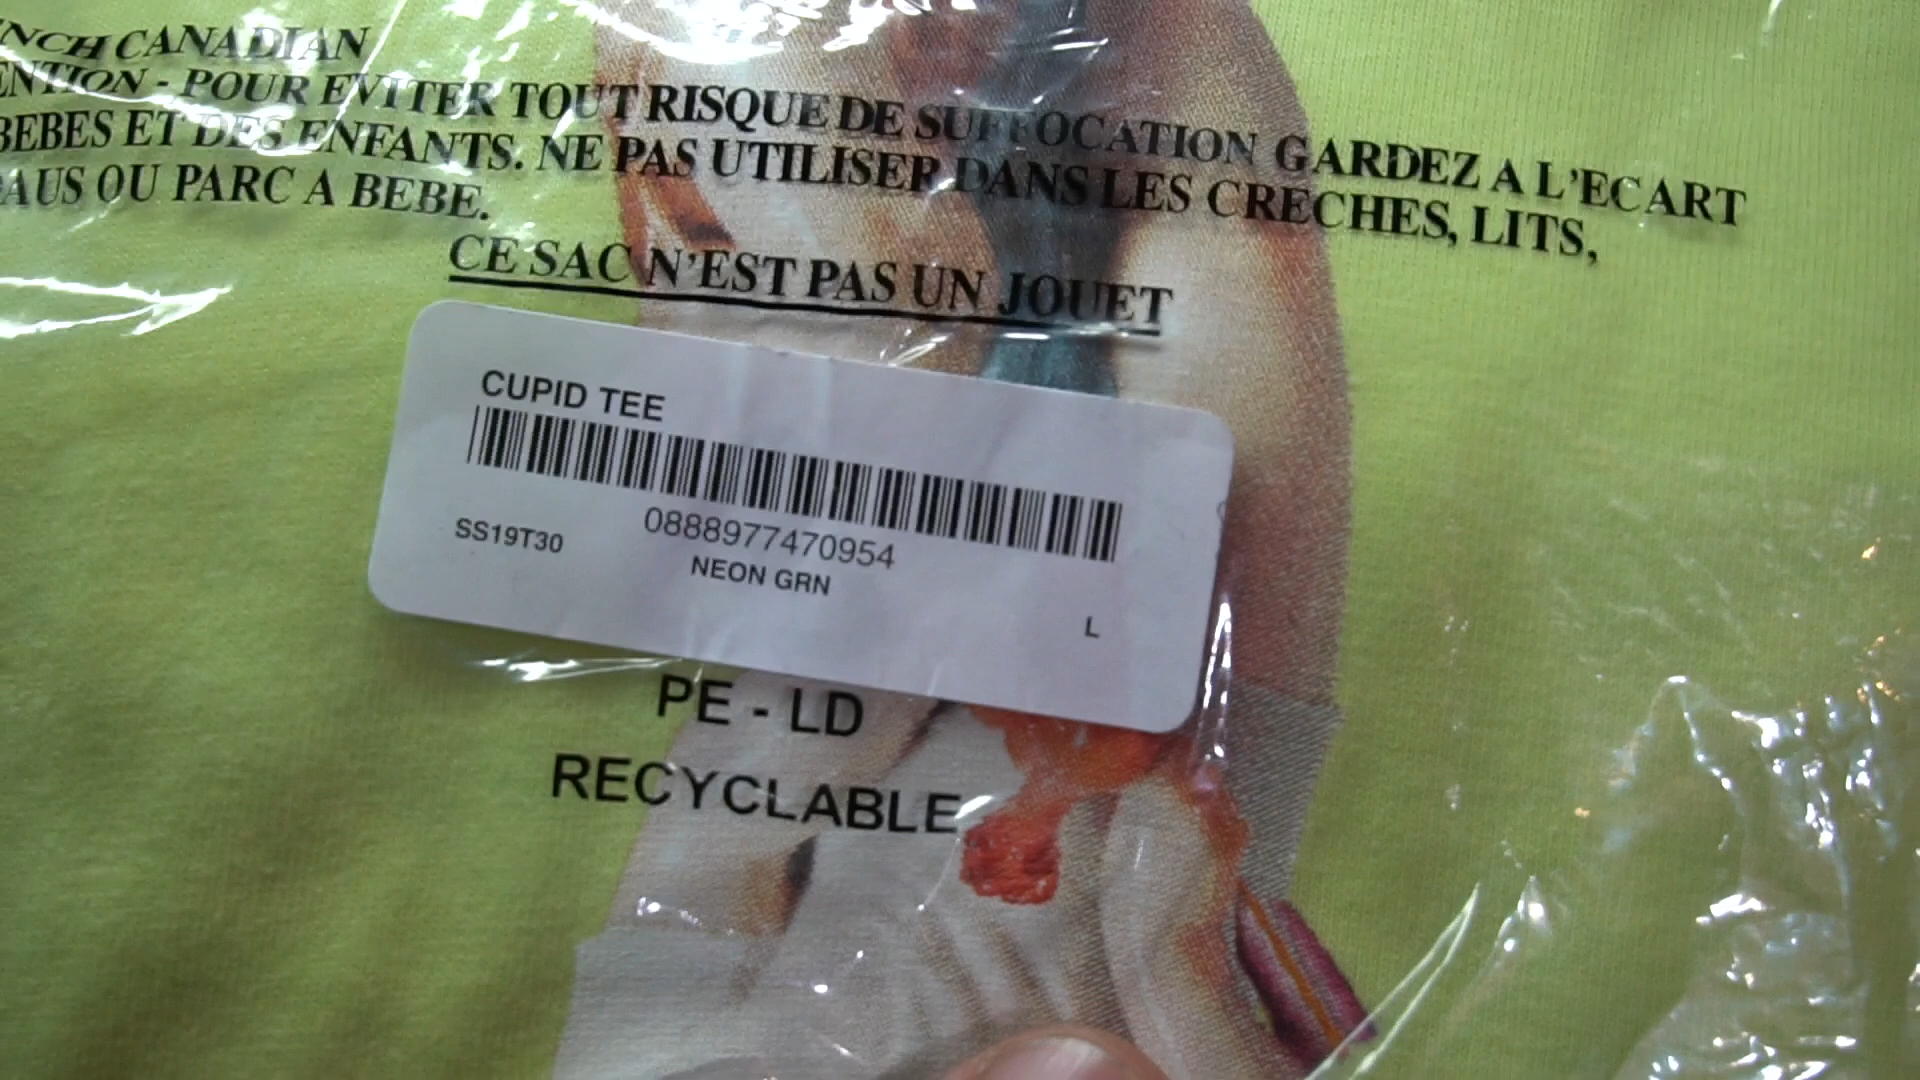 NCH CANADIAN
ENTION - POUR EVITER TOUT RISQUE DE SUFFOCATION GARDEZ A L'ECART
BEBES ET DES ENFANTS. NE PAS UTILISER DANS LES CRECHES, LITS,
AUS OU PARC A BEBE.
CE SAC N'EST PAS UN JOUET
CUPID TEE
0888977470954
SS19T30
NEON GRN
L
PE - LD
RECYCLABLE